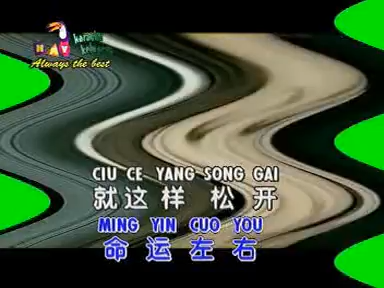 karaoke
Always the best
CIU CE YANG SONG GAI
就这样松开
MING YIN CUO YOU
命运左右